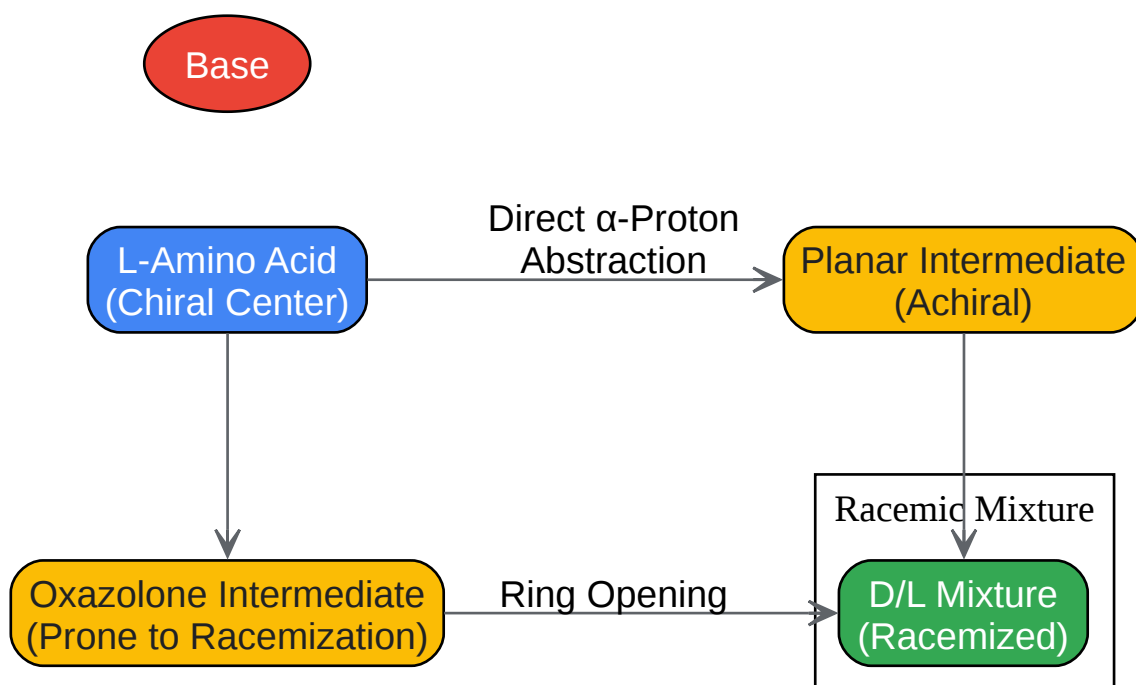 Base
Direct α-Proton
Abstraction
L-Amino Acid
(Chiral Center)
Planar Intermediate
(Achiral)
Racemic Mixture
Oxazolone Intermediate
(Prone to Racemization)
Ring Opening
D/L Mixture
(Racemized)